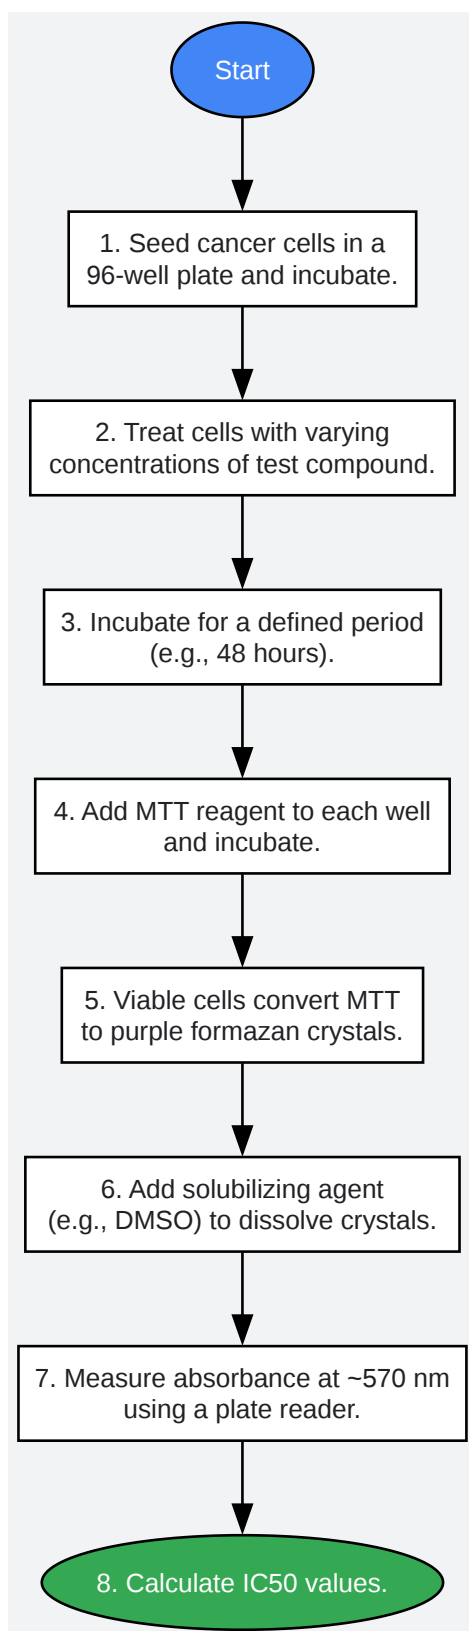 Start
1. Seed cancer cells in a
96-well plate and incubate.
2. Treat cells with varying
concentrations of test compound.
3. Incubate for a defined period
(e.g., 48 hours).
4. Add MTT reagent to each well
and incubate.
5. Viable cells convert MTT
to purple formazan crystals.
6. Add solubilizing agent
(e.g., DMSO) to dissolve crystals.
7. Measure absorbance at ~570 nm
using a plate reader.
8. Calculate IC50 values.